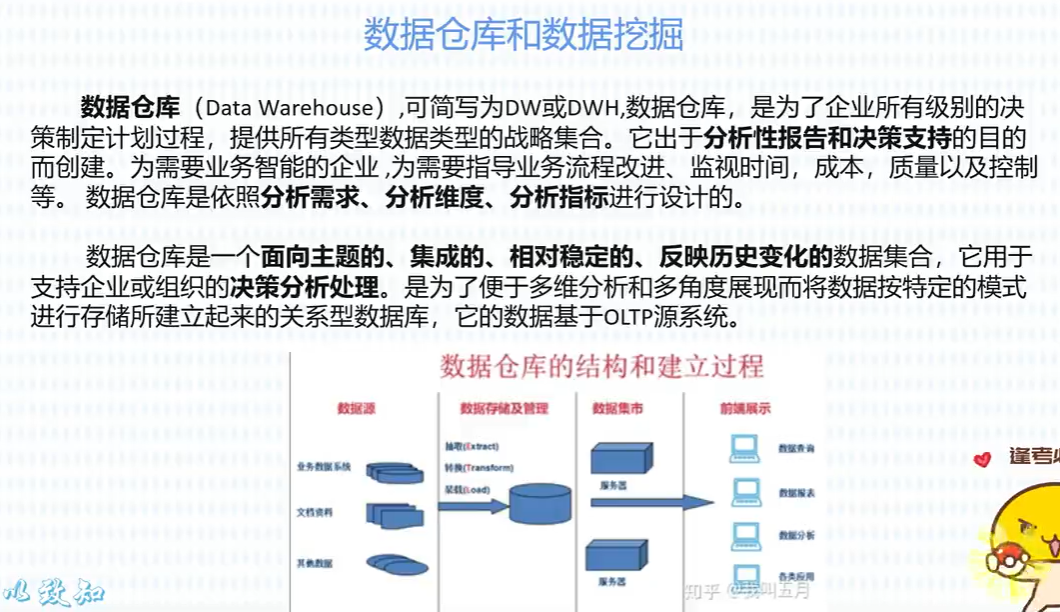 数据仓库和数据挖掘
数据仓库（Data Warehouse）,可简写为DW或DWH,数据仓库，是为了企业所有级别的决
策制定计划过程，提供所有类型数据类型的战略集合。它出于分析性报告和决策支持的目的
而创建。为需要业务智能的企业 ,为需要指导业务流程改进、监视时间，成本，质量以及控制
等。 数据仓库是依照分析需求、分析维度、分析指标进行设计的。
数据仓库是一个面向主题的、集成的、相对稳定的、反映历史变化的数据集合，它用于
支持企业或组织的决策分析处理。是为了便于多维分析和多角度展现而将数据按特定的模式
进行存储所建立起来的关系型数据库，它的数据基于OLTP源系统。
数据仓库的结构和建立过程
数据源
数据存储及管理
数据集市
前端展示
抽取(Extract)
转换(Transform)
装载(Load)
业务数据系统
文档资料
其他数据
服务器
服务器
数据查询
数据报表
数据分析
各类应用
逢考必
以致知
知乎 @我叫五月